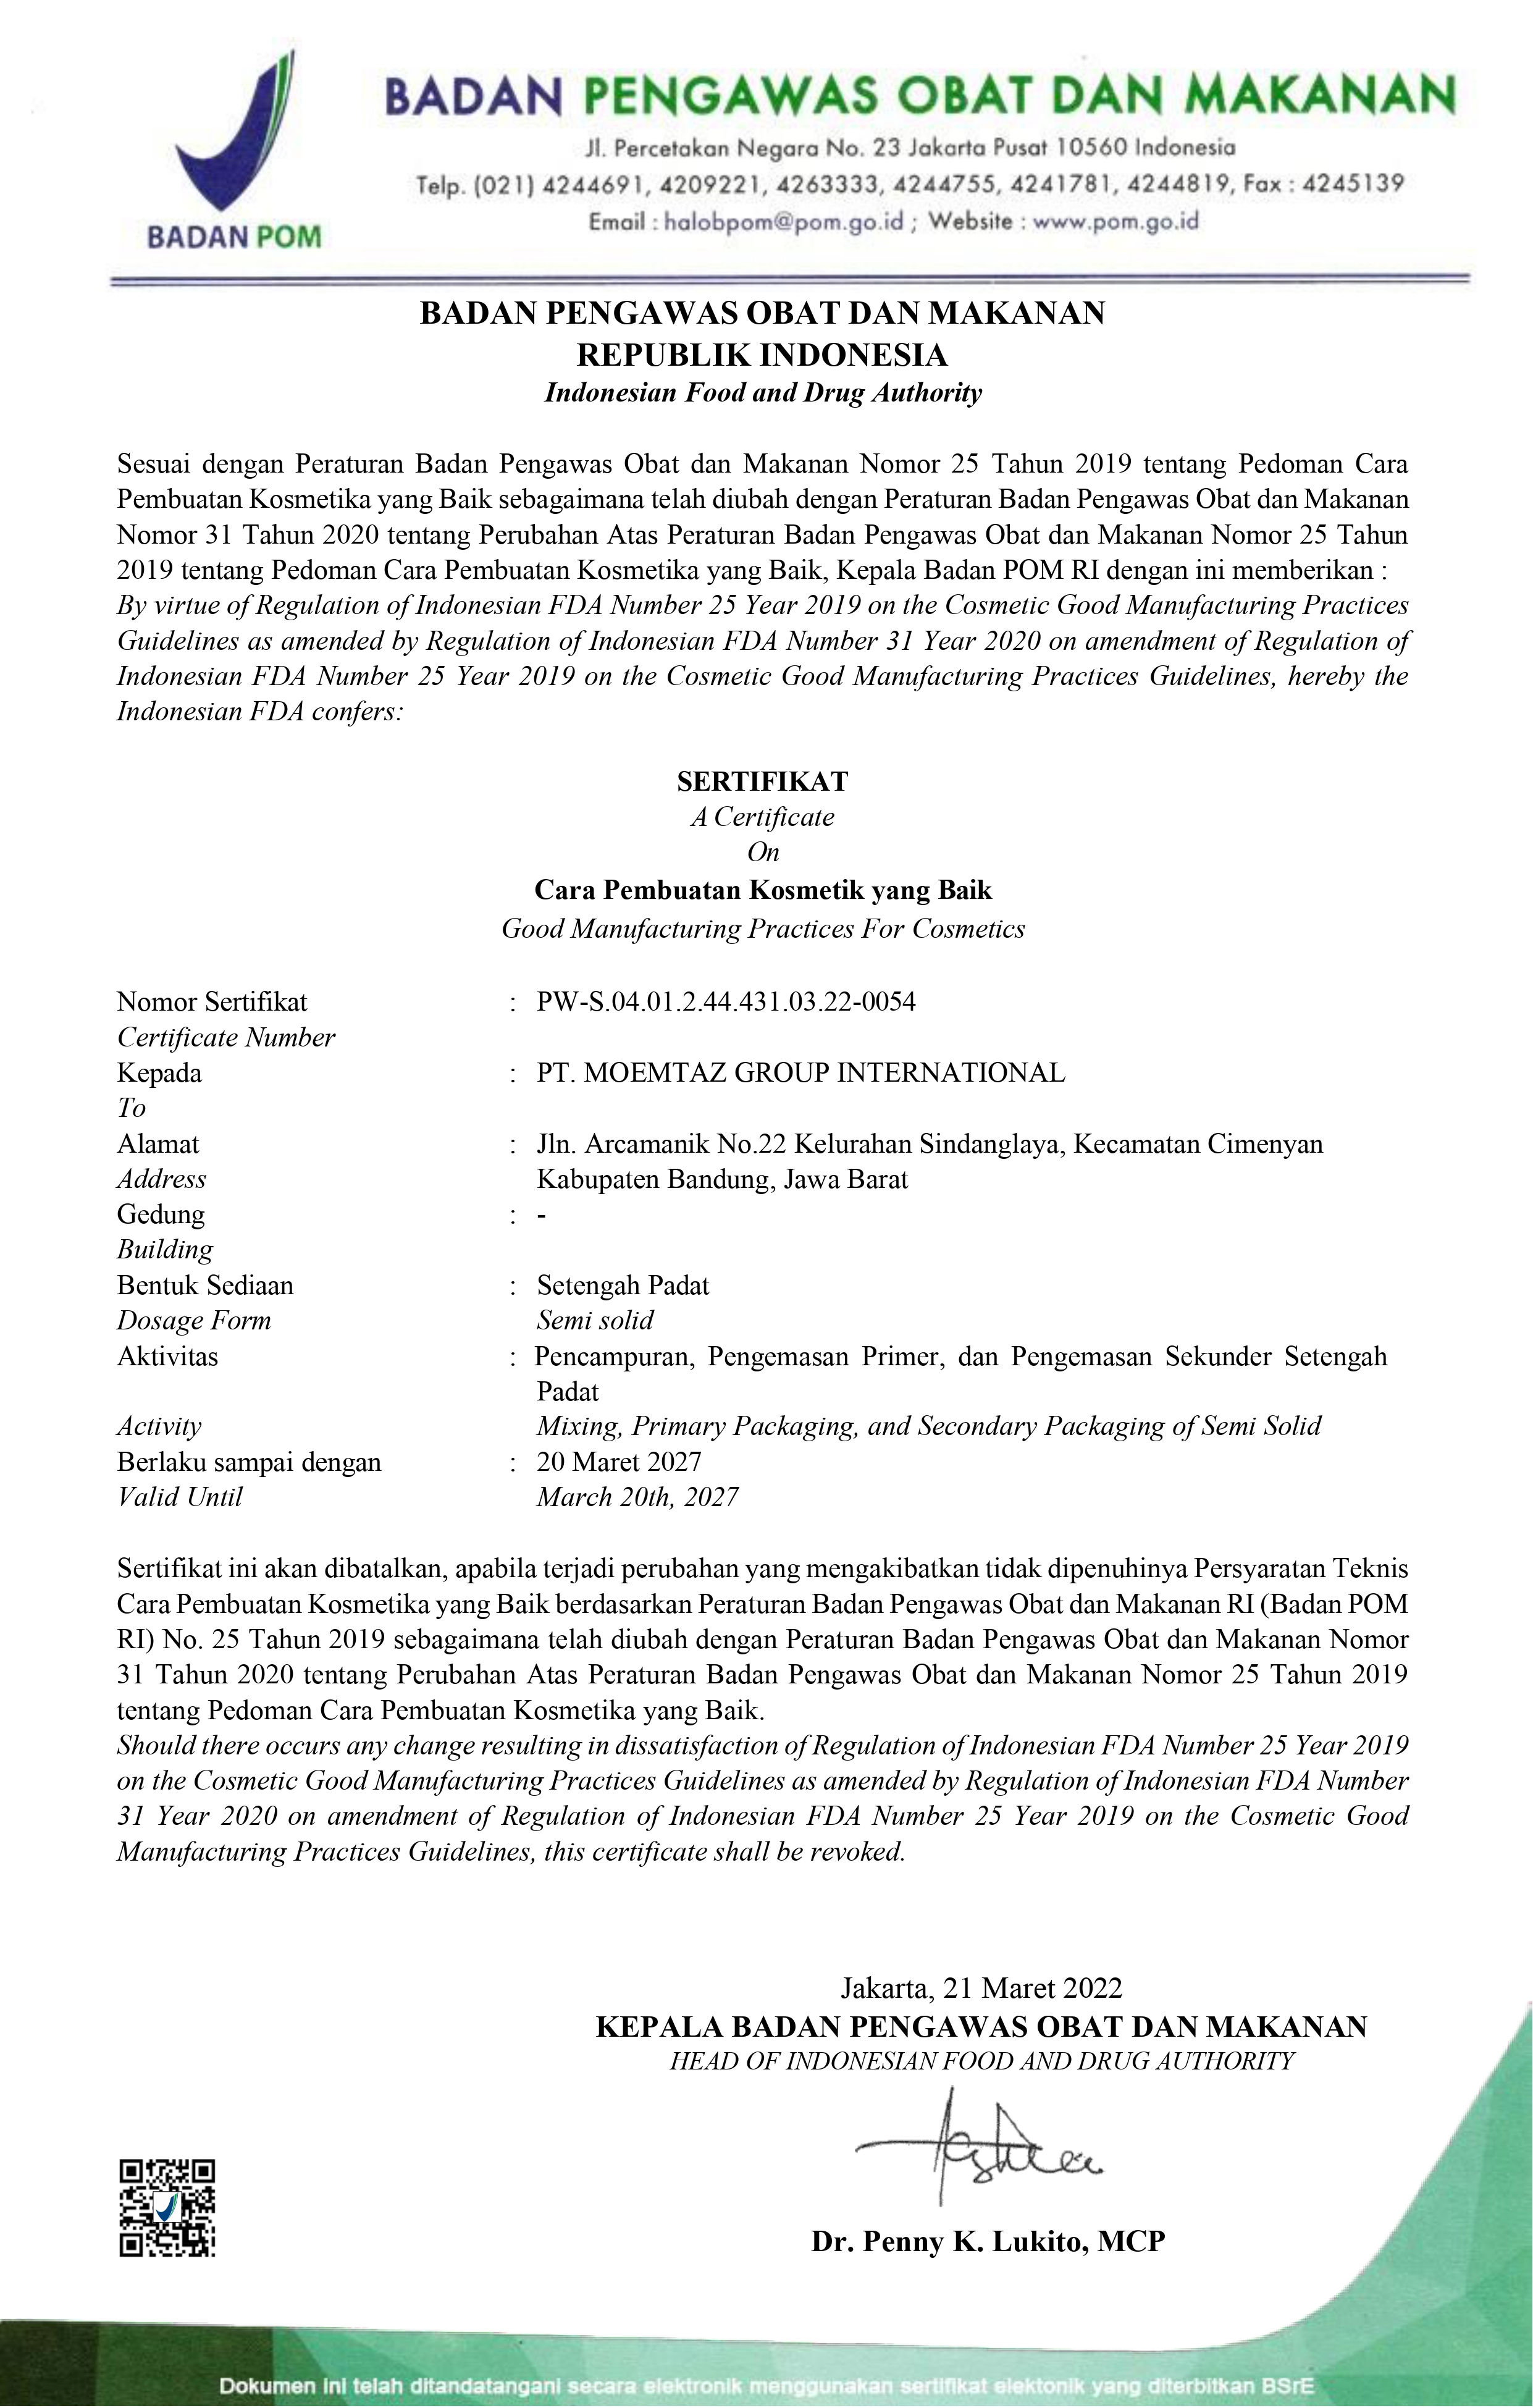 BADAN PENGAWAS OBAT DAN MAKANAN
Jl. Percetakan Negara No. 23 Jakarta Pusat 10560 Indonesia
Telp. (021) 4244691, 4209221, 4263333, 4244755, 4241781, 4244819, Fax : 4245139
Email : halobpom@pom.go.id ; Website : www.pom.go.id
BADAN POM
BADAN PENGAWAS OBAT DAN MAKANAN
REPUBLIK INDONESIA
Indonesian Food and Drug Authority
Sesuai dengan Peraturan Badan Pengawas Obat dan Makanan Nomor 25 Tahun 2019 tentang Pedoman Cara
Pembuatan Kosmetika yang Baik sebagaimana telah diubah dengan Peraturan Badan Pengawas Obat dan Makanan
Nomor 31 Tahun 2020 tentang Perubahan Atas Peraturan Badan Pengawas Obat dan Makanan Nomor 25 Tahun
2019 tentang Pedoman Cara Pembuatan Kosmetika yang Baik, Kepala Badan POM RI dengan ini memberikan :
By virtue of Regulation of Indonesian FDA Number 25 Year 2019 on the Cosmetic Good Manufacturing Practices
Guidelines as amended by Regulation of Indonesian FDA Number 31 Year 2020 on amendment of Regulation of
Indonesian FDA Number 25 Year 2019 on the Cosmetic Good Manufacturing Practices Guidelines, hereby the
Indonesian FDA confers:
SERTIFIKAT
A Certificate
On
Cara Pembuatan Kosmetik yang Baik
Good Manufacturing Practices For Cosmetics
Nomor Sertifikat : PW-S.04.01.2.44.431.03.22-0054
Certificate Number
Kepada : PT. MOEMTAZ GROUP INTERNATIONAL
To
Alamat : Jln. Arcamanik No.22 Kelurahan Sindanglaya, Kecamatan Cimenyan
Address Kabupaten Bandung, Jawa Barat
Gedung : -
Building
Bentuk Sediaan : Setengah Padat
Dosage Form Semi solid
Aktivitas : Pencampuran, Pengemasan Primer, dan Pengemasan Sekunder Setengah
Padat
Activity Mixing, Primary Packaging, and Secondary Packaging of Semi Solid
Berlaku sampai dengan : 20 Maret 2027
Valid Until March 20th, 2027
Sertifikat ini akan dibatalkan, apabila terjadi perubahan yang mengakibatkan tidak dipenuhinya Persyaratan Teknis
Cara Pembuatan Kosmetika yang Baik berdasarkan Peraturan Badan Pengawas Obat dan Makanan RI (Badan POM
RI) No. 25 Tahun 2019 sebagaimana telah diubah dengan Peraturan Badan Pengawas Obat dan Makanan Nomor
31 Tahun 2020 tentang Perubahan Atas Peraturan Badan Pengawas Obat dan Makanan Nomor 25 Tahun 2019
tentang Pedoman Cara Pembuatan Kosmetika yang Baik.
Should there occurs any change resulting in dissatisfaction of Regulation of Indonesian FDA Number 25 Year 2019
on the Cosmetic Good Manufacturing Practices Guidelines as amended by Regulation of Indonesian FDA Number
31 Year 2020 on amendment of Regulation of Indonesian FDA Number 25 Year 2019 on the Cosmetic Good
Manufacturing Practices Guidelines, this certificate shall be revoked.
Jakarta, 21 Maret 2022
KEPALA BADAN PENGAWAS OBAT DAN MAKANAN
HEAD OF INDONESIAN FOOD AND DRUG AUTHORITY
Dr. Penny K. Lukito, MCP
Dokumen ini telah ditandatangani secara elektronik menggunakan sertifikat elektonik yang diterbitkan BSrE